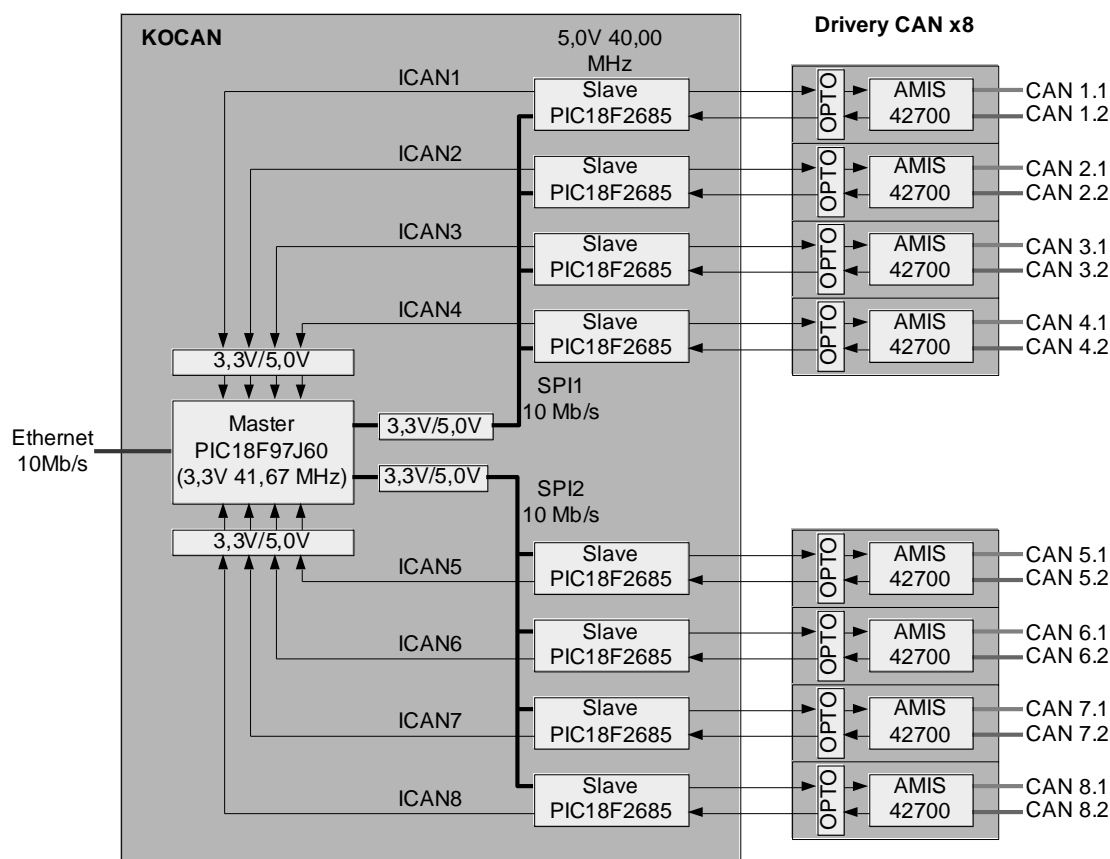 KOCAN
5,0V 40,00
MHz
Drivery CAN x8
ICAN1
Slave
PIC18F2685
OPTO
AMIS
42700
CAN 1.1
CAN 1.2
ICAN2
Slave
PIC18F2685
OPTO
AMIS
42700
CAN 2.1
CAN 2.2
ICAN3
Slave
PIC18F2685
OPTO
AMIS
42700
CAN 3.1
CAN 3.2
ICAN4
Slave
PIC18F2685
OPTO
AMIS
42700
CAN 4.1
CAN 4.2
3,3V/5,0V
SPI1
10 Mb/s
3,3V/5,0V
Ethernet
10Mb/s
Master
PIC18F97J60
(3,3V 41,67 MHz)
3,3V/5,0V
SPI2
10 Mb/s
3,3V/5,0V
ICAN5
Slave
PIC18F2685
OPTO
AMIS
42700
CAN 5.1
CAN 5.2
ICAN6
Slave
PIC18F2685
OPTO
AMIS
42700
CAN 6.1
CAN 6.2
ICAN7
Slave
PIC18F2685
OPTO
AMIS
42700
CAN 7.1
CAN 7.2
ICAN8
Slave
PIC18F2685
OPTO
AMIS
42700
CAN 8.1
CAN 8.2